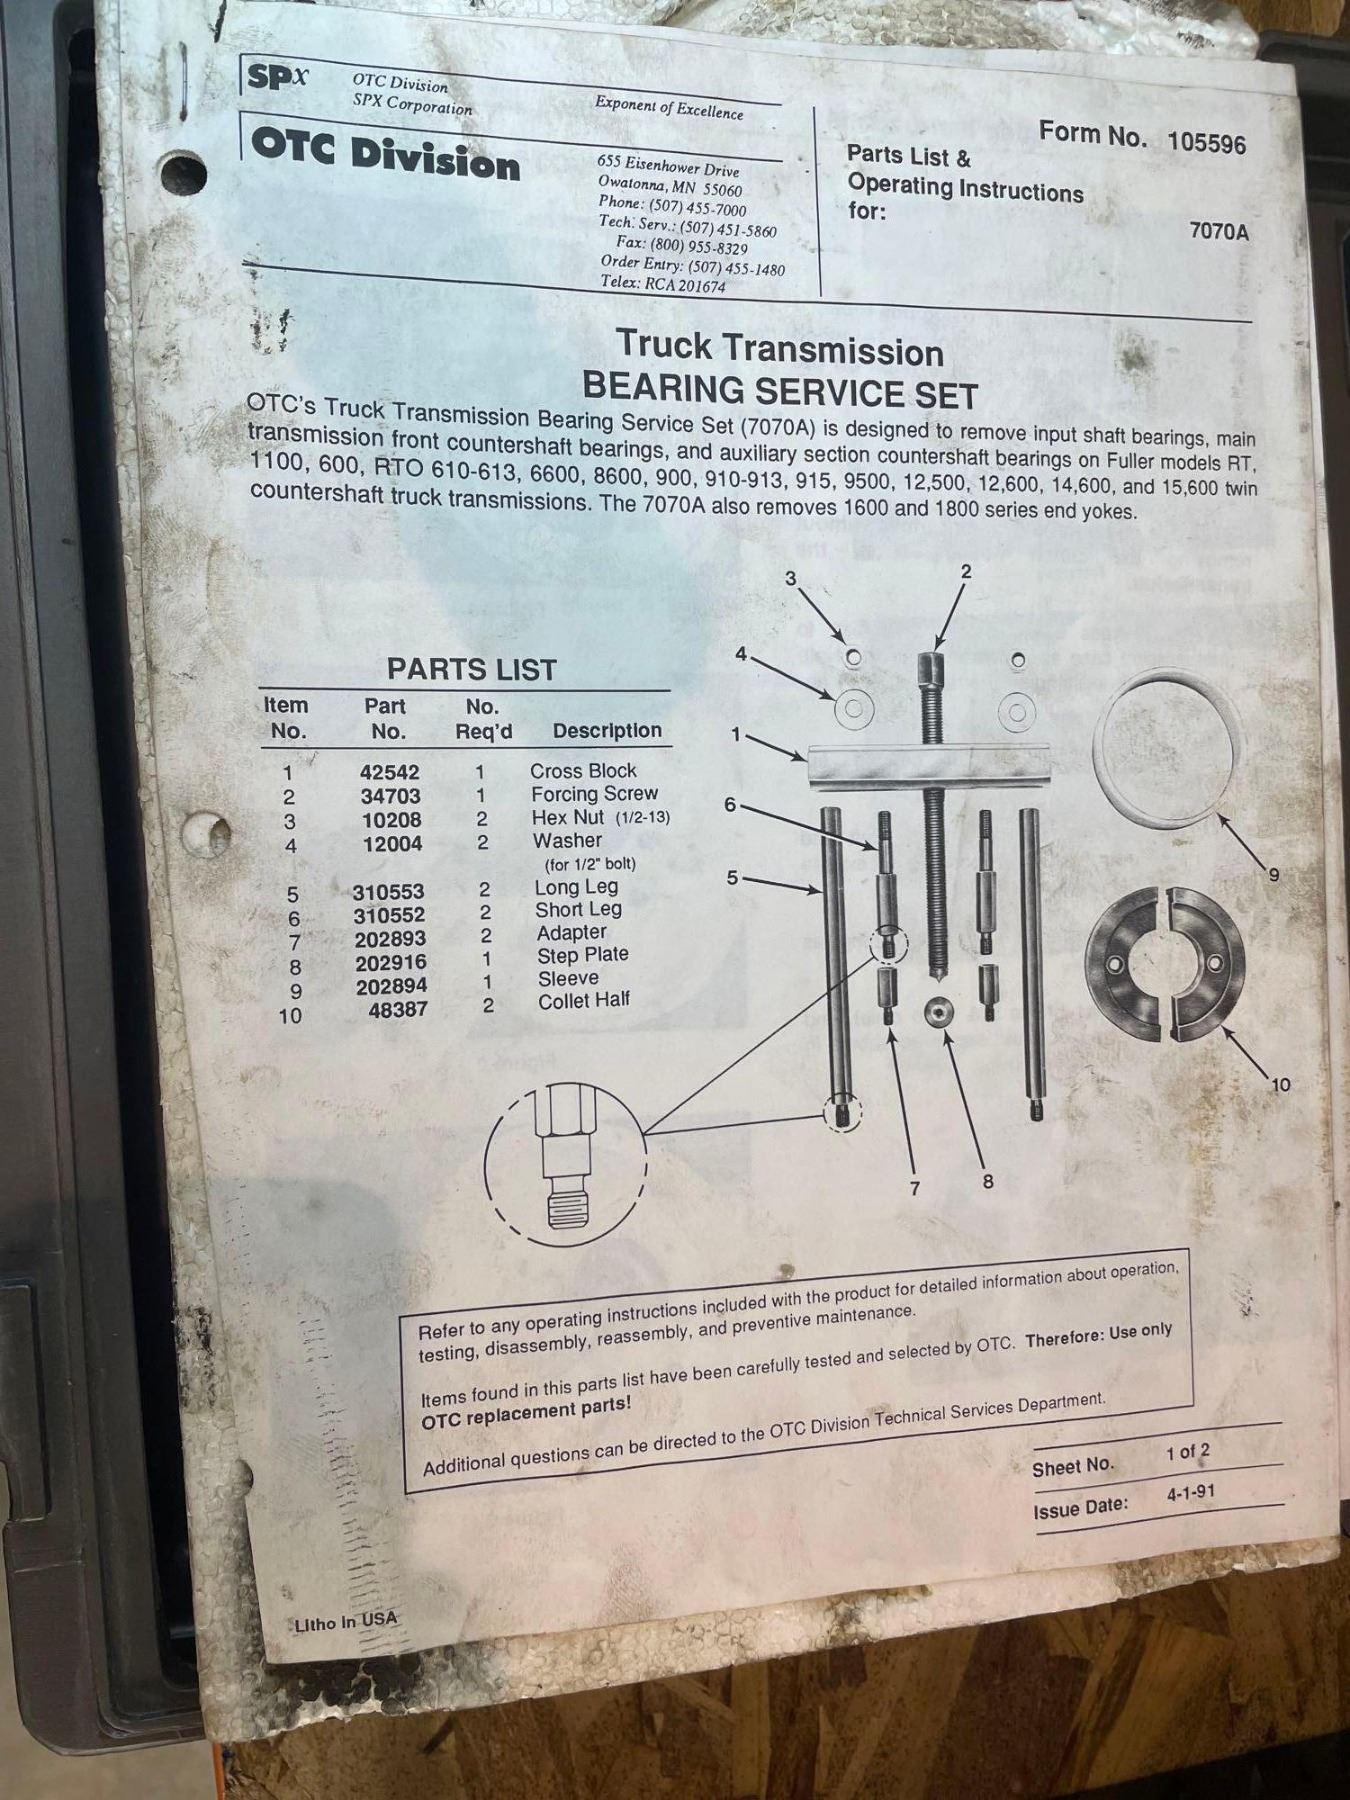 SPX
OTC Division
SPX Corporation
Exponent of Excellence
OTC Division
655 Eisenhower Drive
Owatonna, MN 55060
Phone: (507) 455-7000
Tech. Serv.: (507) 451-5860
Fax: (800) 955-8329
Order Entry: (507) 455-1480
Telex: RCA 201674
Form No. 105596
Parts List &
Operating Instructions
for:
7070A
Truck Transmission
BEARING SERVICE SET
OTC's Truck Transmission Bearing Service Set (7070A) is designed to remove input shaft bearings, main
transmission front countershaft bearings, and auxiliary section countershaft bearings on Fuller models RT,
1100, 600, RTO 610-613, 6600, 8600, 900, 910-913, 915, 9500, 12,500, 12,600, 14,600, and 15,600 twin
countershaft truck transmissions. The 7070A also removes 1600 and 1800 series end yokes.
PARTS LIST
Item No. Part No. No. Req'd Description
1 42542 1 Cross Block
2 34703 1 Forcing Screw
3 10208 2 Hex Nut (1/2-13)
4 12004 2 Washer
(for 1/2" bolt)
5 310553 2 Long Leg
6 310552 2 Short Leg
7 202893 2 Adapter
8 202916 1 Step Plate
9 202894 1 Sleeve
10 48387 2 Collet Half
3
2
4
1
6
5
9
10
7
8
Refer to any operating instructions included with the product for detailed information about operation,
testing, disassembly, reassembly, and preventive maintenance.
Items found in this parts list have been carefully tested and selected by OTC. Therefore: Use only
OTC replacement parts!
Additional questions can be directed to the OTC Division Technical Services Department.
Sheet No. 1 of 2
Issue Date: 4-1-91
Litho in USA